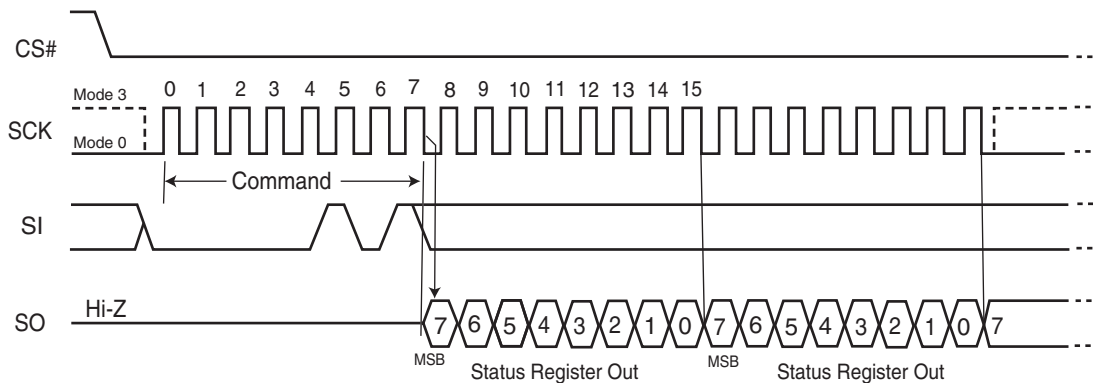 CS#
Mode 3
0 1 2 3 4 5 6 7 8 9 10 11 12 13 14 15
SCK
Mode 0
Command
SI
Hi-Z
SO
7 6 5 4 3 2 1 0 7 6 5 4 3 2 1 0 7
MSB Status Register Out MSB Status Register Out